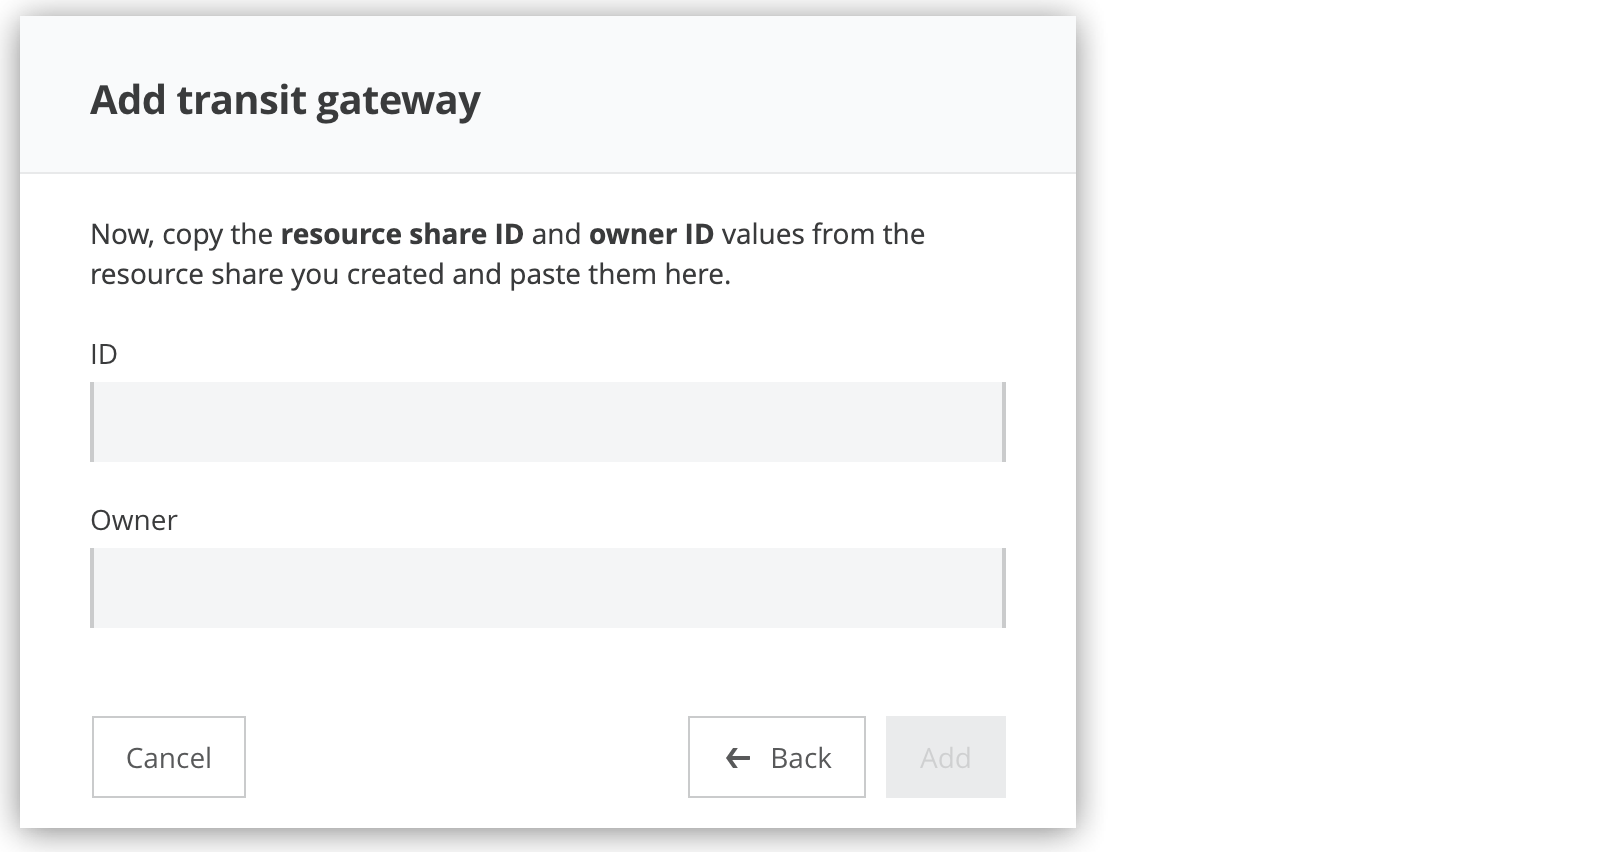 Add transit gateway
Now, copy the resource share ID and owner ID values from the
resource share you created and paste them here.
ID
Owner
Cancel
Back
Add